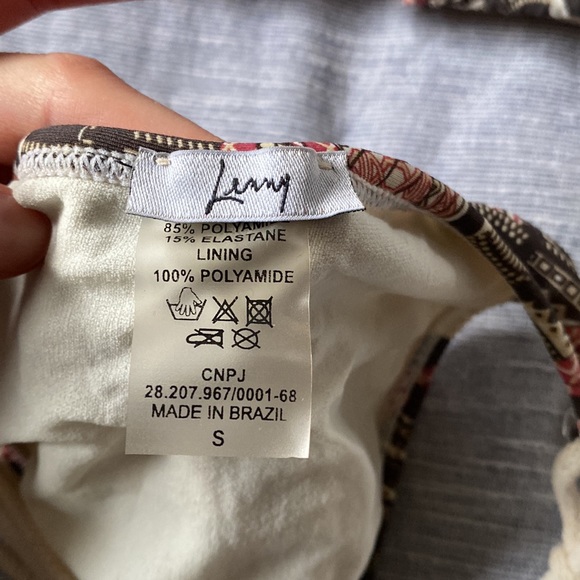 Lenny
85% POLYAMIDE
15% ELASTANE
LINING
100% POLYAMIDE
CNPJ
28.207.967/0001-68
MADE IN BRAZIL
S